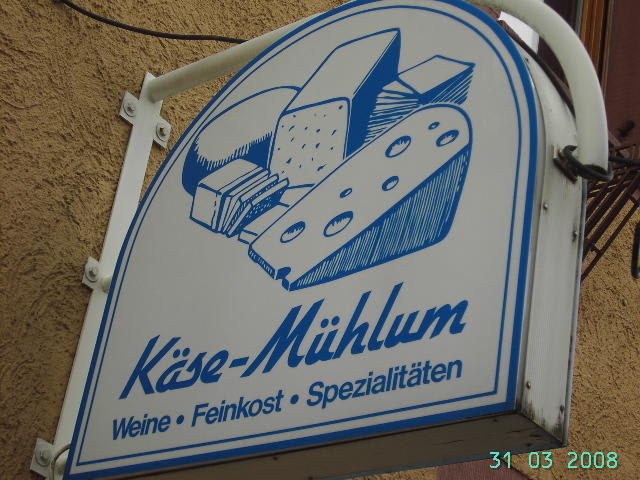 Käse-Mühlum
Weine • Feinkost • Spezialitäten
31 03 2008